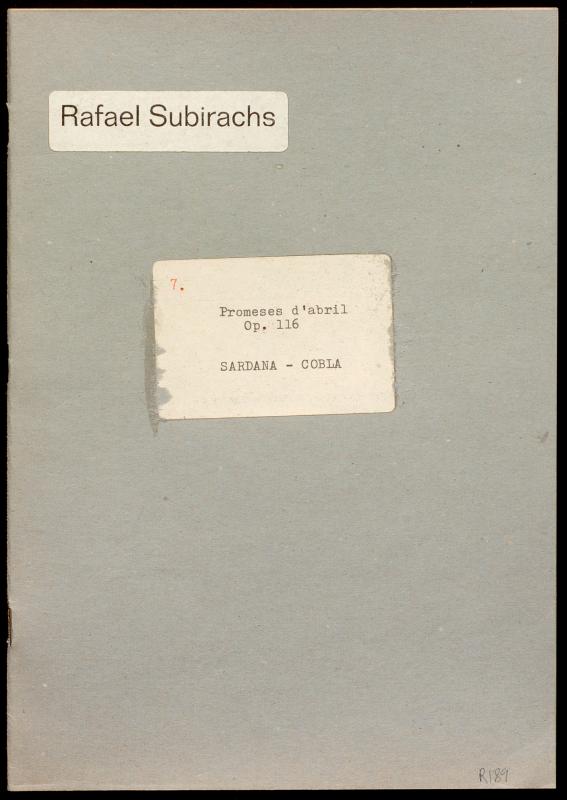 Rafael Subirachs
7.
Promeses d'abril
Op. 116
SARDANA - COBLA
R189